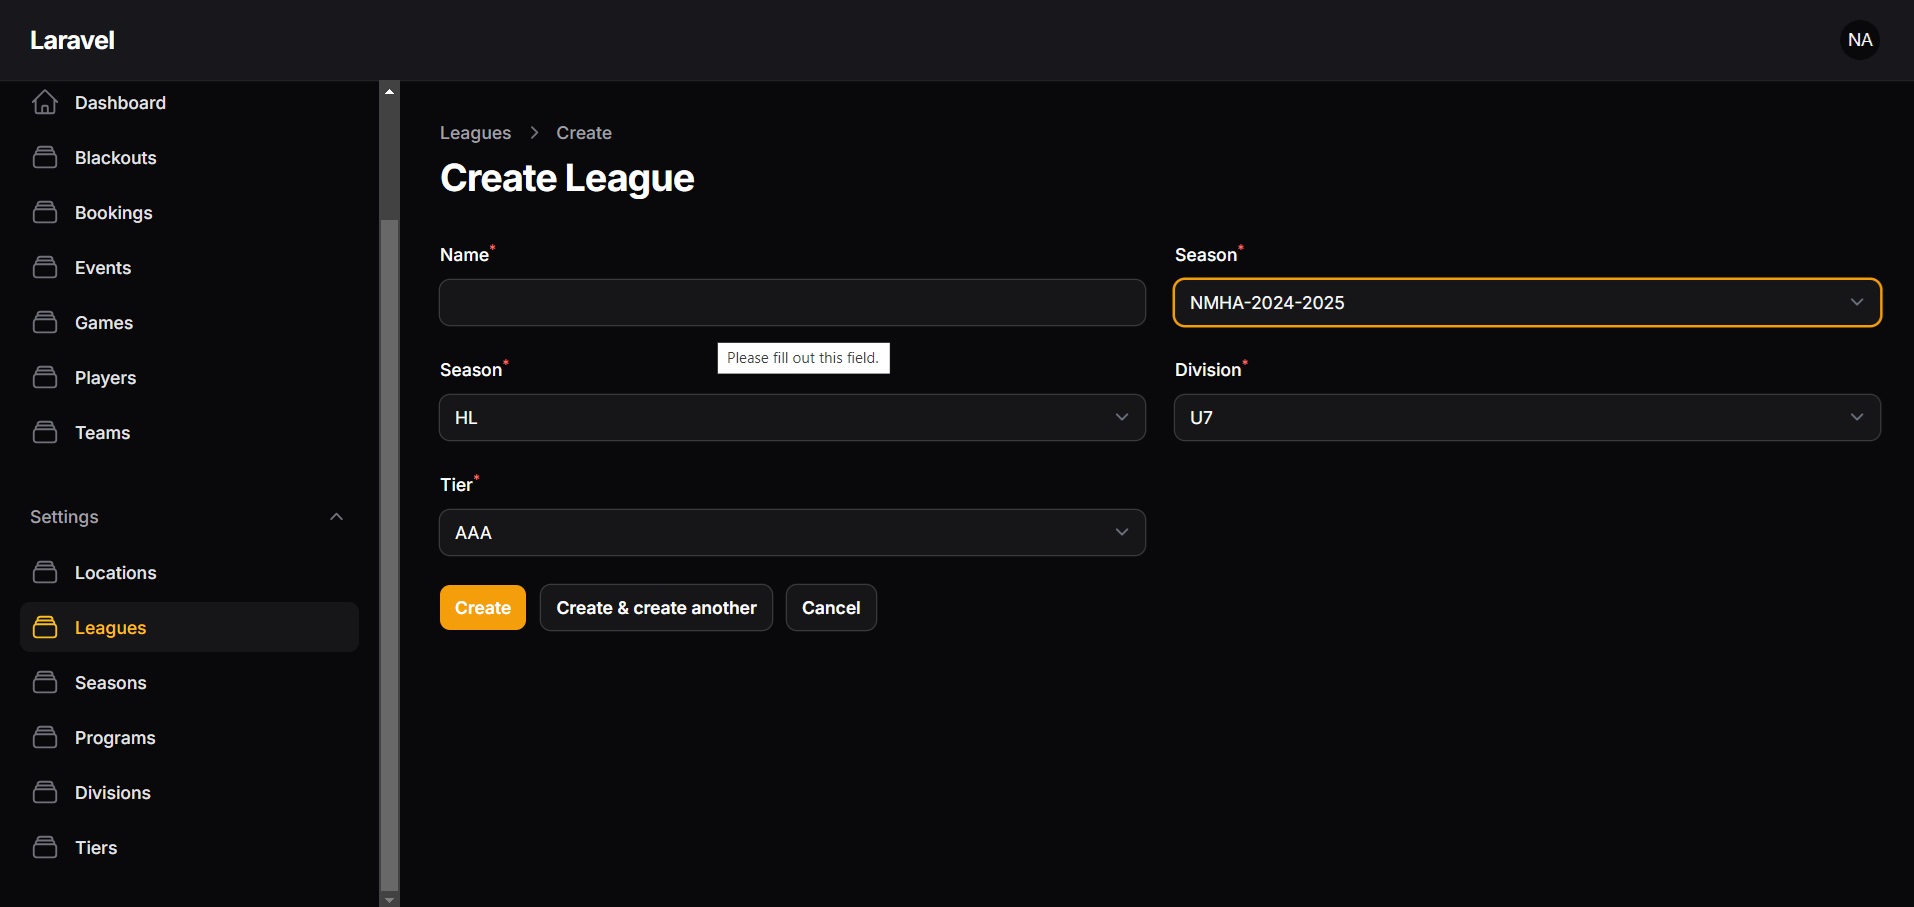 Laravel
NA
Dashboard
Blackouts
Bookings
Events
Games
Players
Teams
Settings
Locations
Leagues
Seasons
Programs
Divisions
Tiers
Leagues > Create
Create League
Name*
Season*
NMHA-2024-2025
Please fill out this field.
Season*
Division*
HL
U7
Tier*
AAA
Create
Create & create another
Cancel